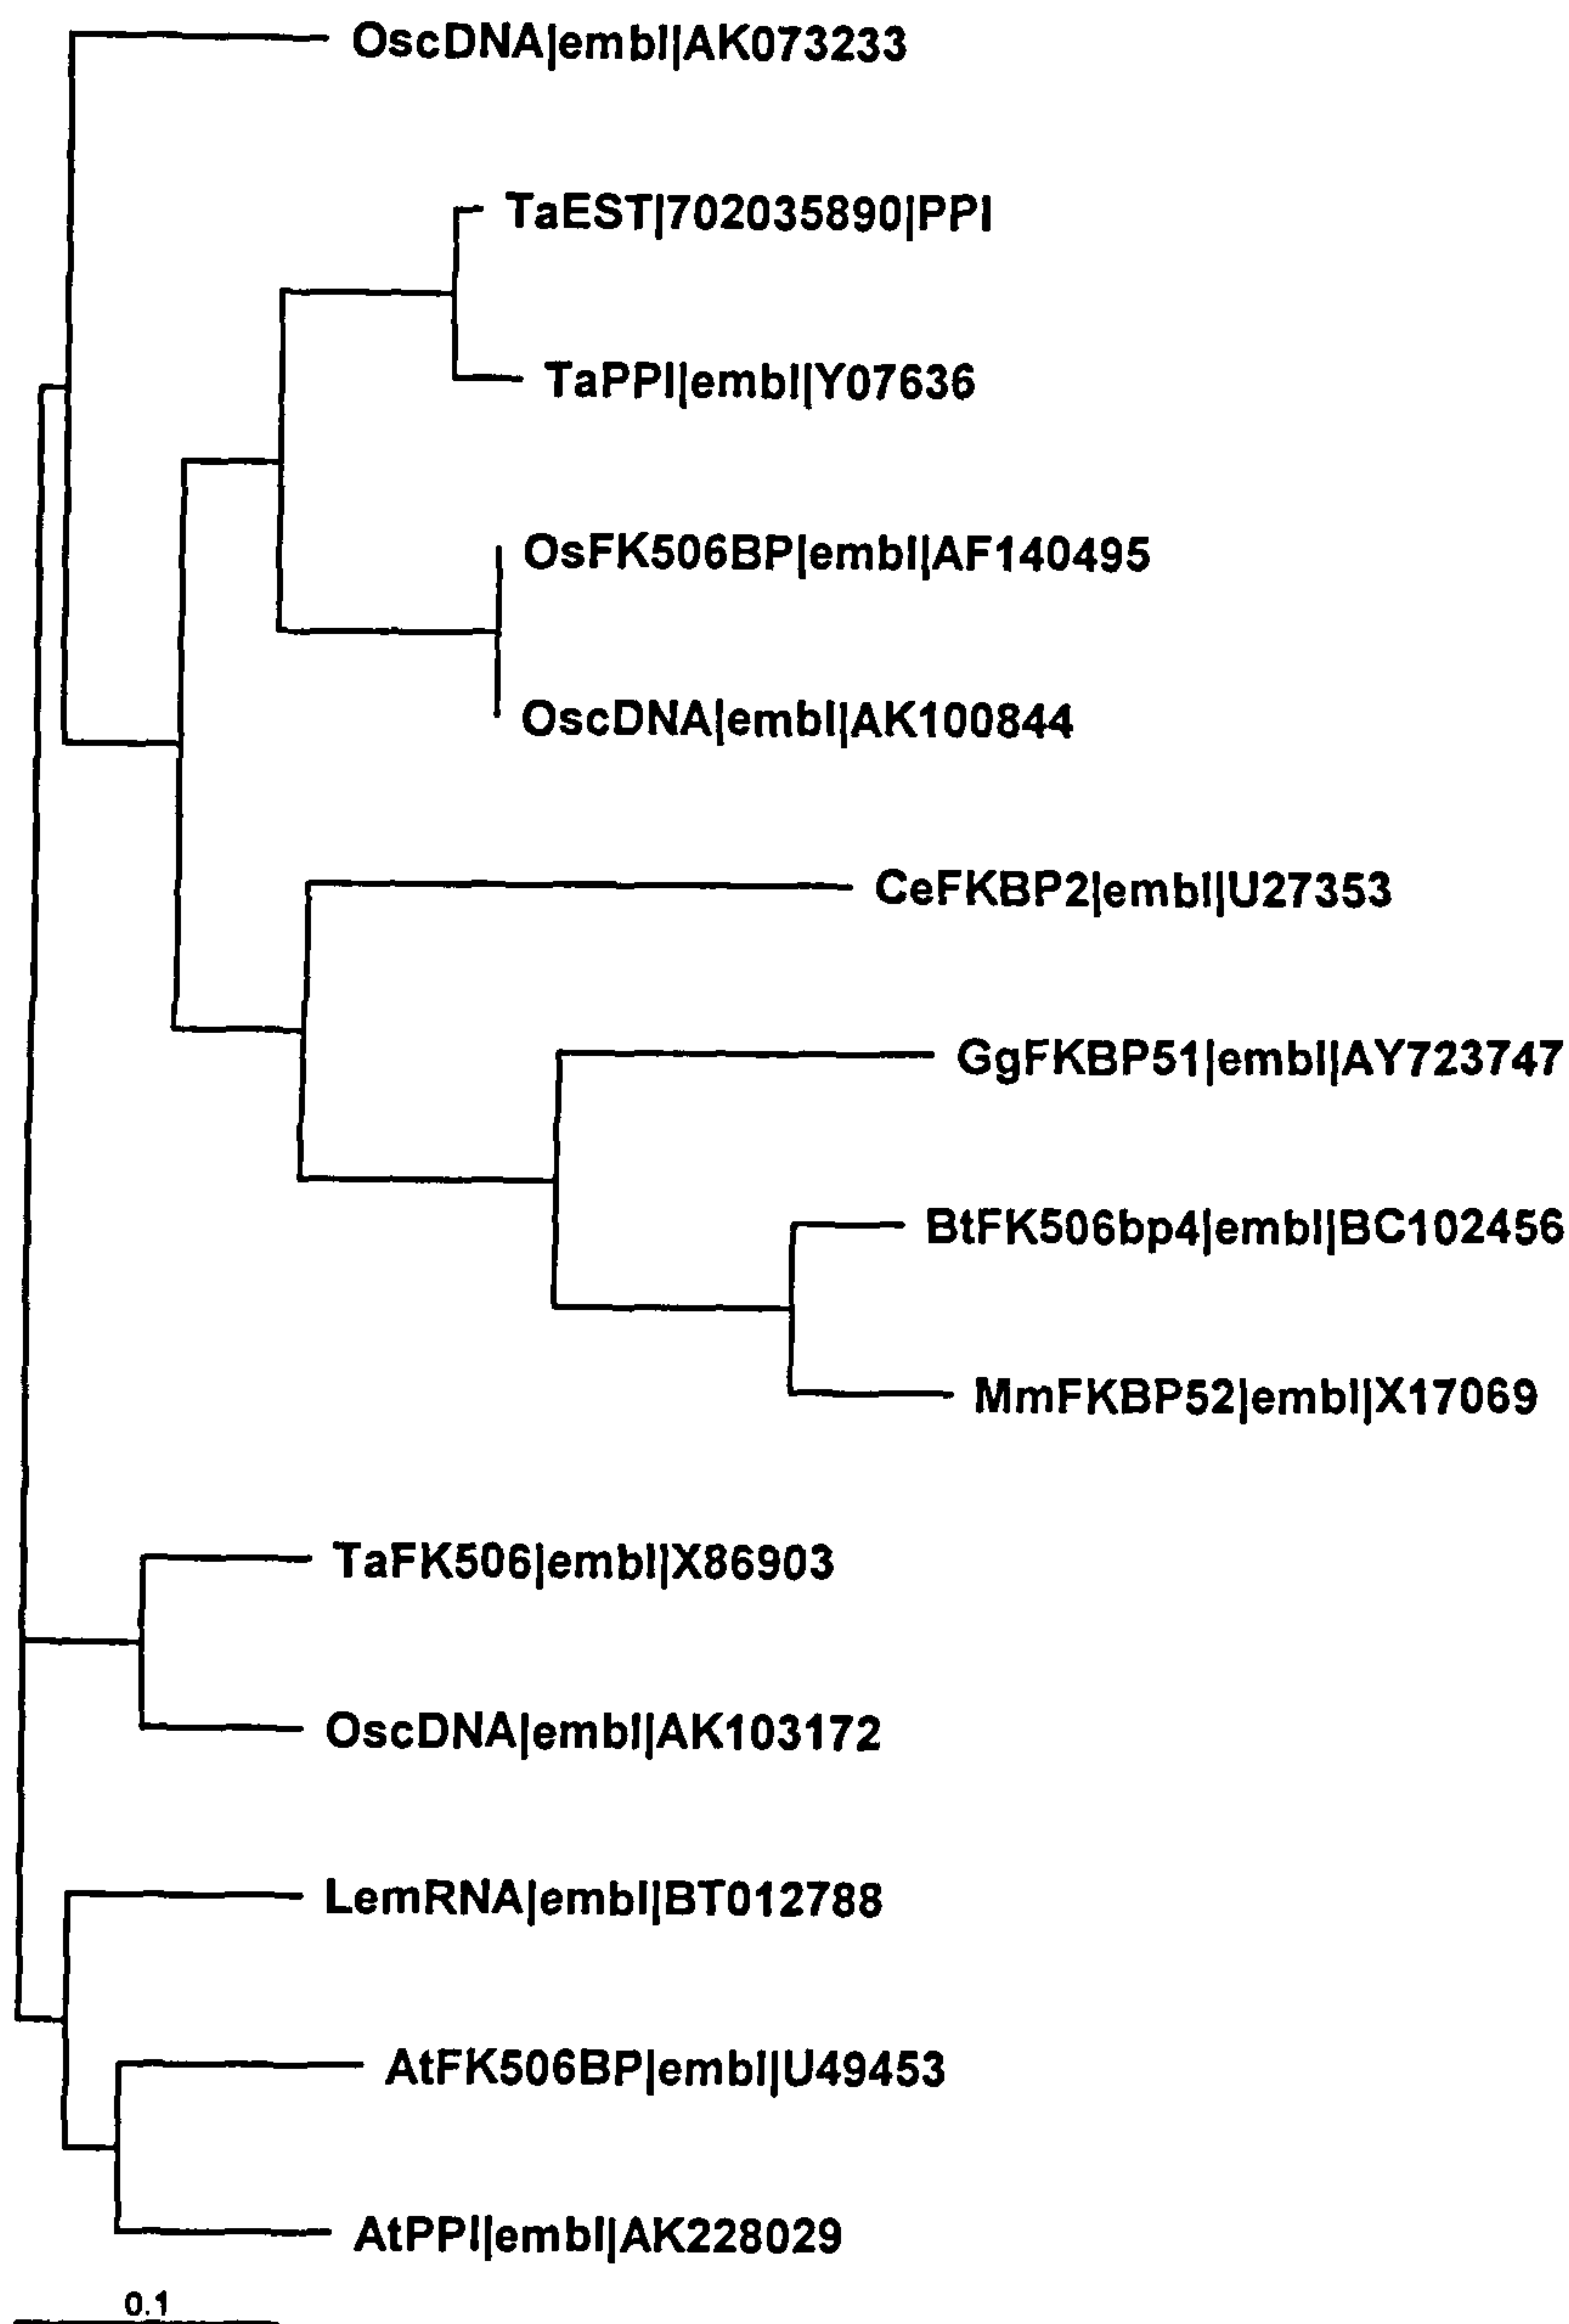 OscDNA|embl|AK073233
TaEST|702035890|PPI
TaPPI|embl|Y07636
OsFK506BP|embl|AF140495
OscDNA|embl|AK100844
CeFKBP2|embl|U27353
GgFKBP51|embl|AY723747
BtFK506bp4|embl|BC102456
MmFKBP52|embl|X17069
TaFK506|embl|X86903
OscDNA|embl|AK103172
LemRNA|embl|BT012788
AtFK506BP|embl|U49453
AtPPI|embl|AK228029
0.1